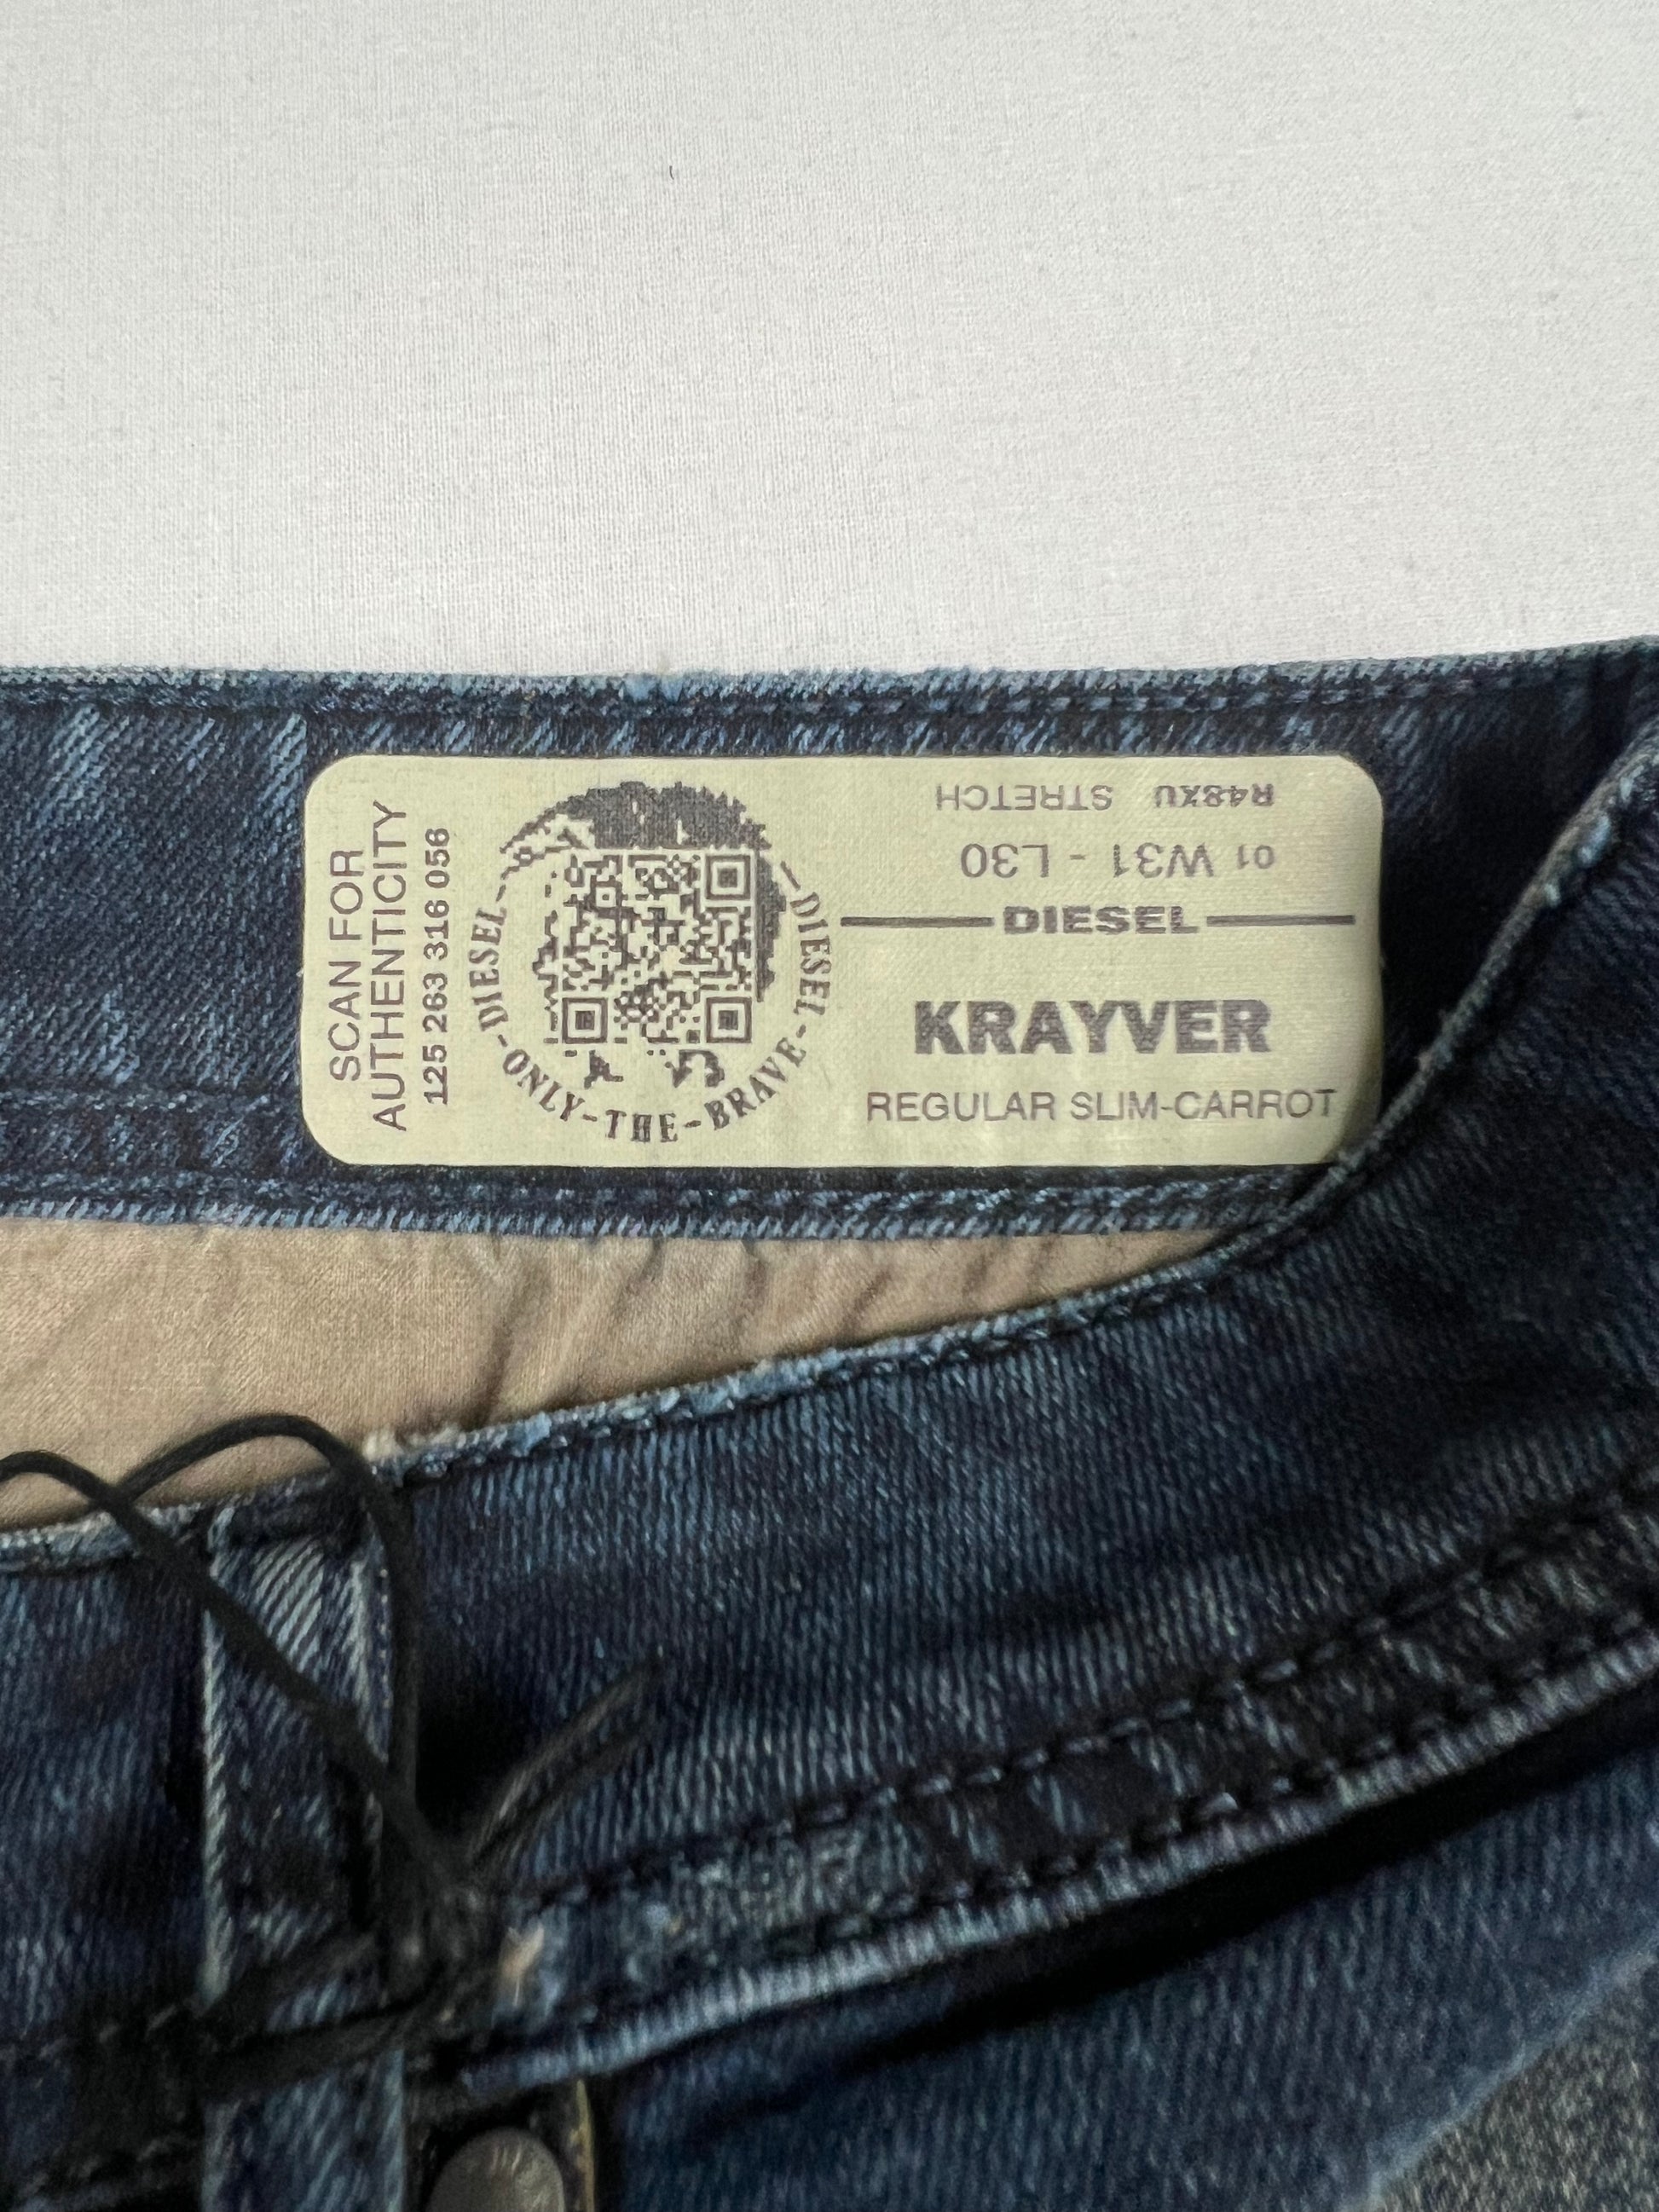 SCAN FOR
AUTHENTICITY
125 263 316 056
DIESEL-ONLY-THE-BRAVE-DIESEL
R48XU STRETCH
01 W31 - L30
DIESEL
KRAYVER
REGULAR SLIM-CARROT